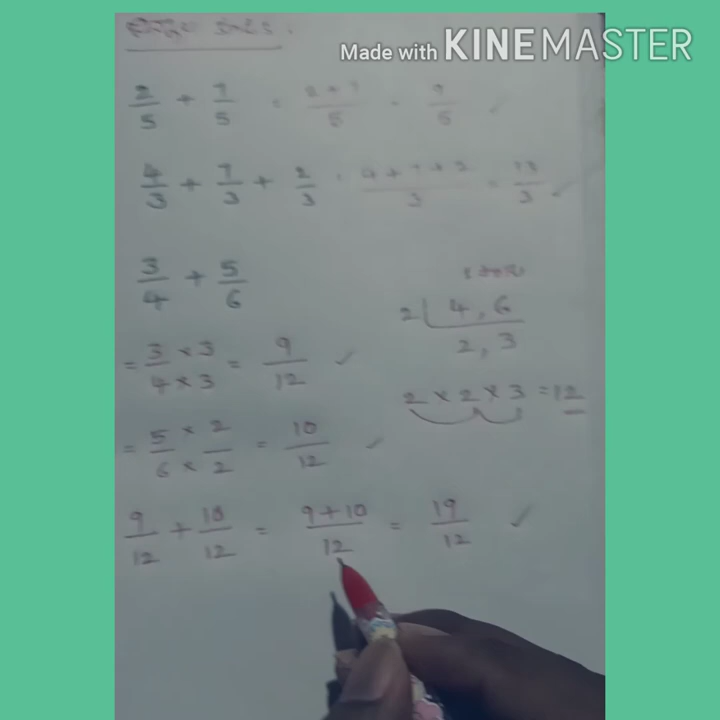 Made with KINEMASTER
2/5 + 7/5 = 2+7/5 = 9/5 ✓
4/3 + 7/3 + 2/3 = 4+7+2/3 = 13/3 ✓
3/4 + 5/6
2 | 4, 6
2, 3
= 3×3/4×3 = 9/12 ✓
2 × 2 × 3 = 12
= 5/6 × 2/× 2 = 10/12 ✓
9/12 + 10/12 = 9+10/12 = 19/12 ✓